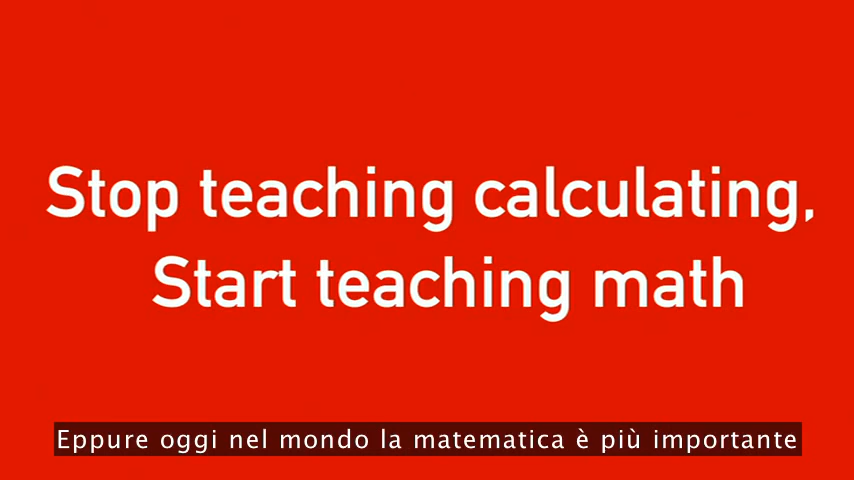 Stop teaching calculating,
Start teaching math
Eppure oggi nel mondo la matematica è più importante